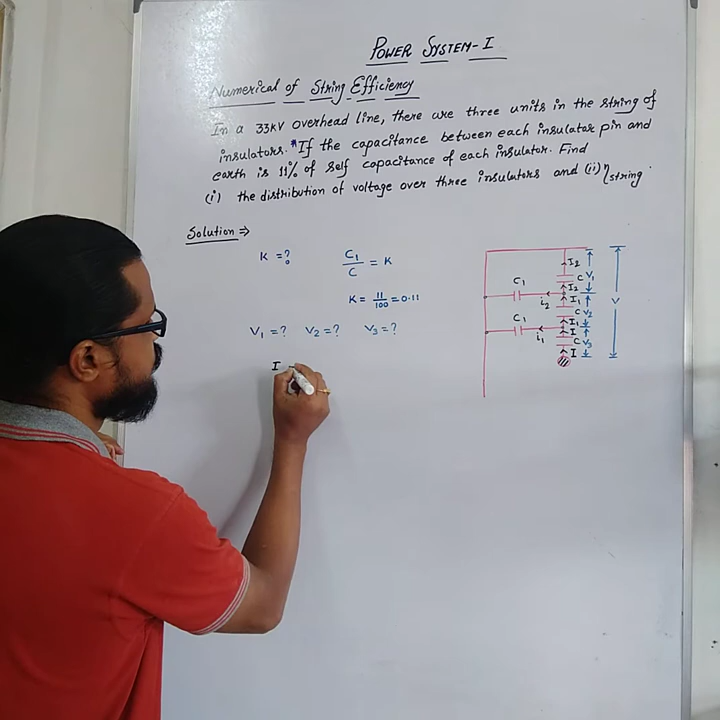 POWER SYSTEM-I
Numerical of String Efficiency
In a 33kV overhead line, there are three units in the string of
insulators. *If the capacitance between each insulator pin and
earth is 11% of self capacitance of each insulator. Find
(i) the distribution of voltage over three insulators and (ii) η string.
Solution ⇒
K = ?
C₁/C = K
K = 11/100 = 0.11
V₁ = ? V₂ = ? V₃ = ?
I
I₂
C V₁
C₁
I₂
i₂
I₁
V
C V₂
C₁
I₁
i₁
I
C V₃
I